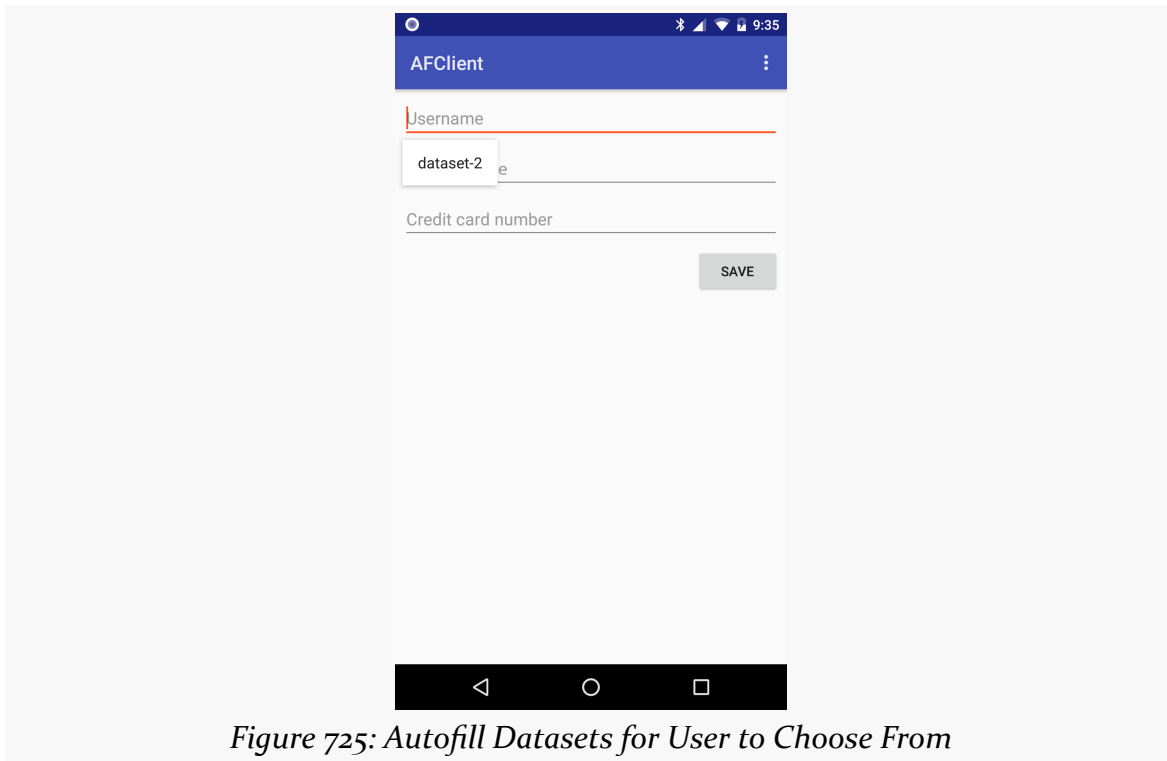 9:35
AFClient
Username
dataset-2
e
Credit card number
SAVE
Figure 725: Autofill Datasets for User to Choose From